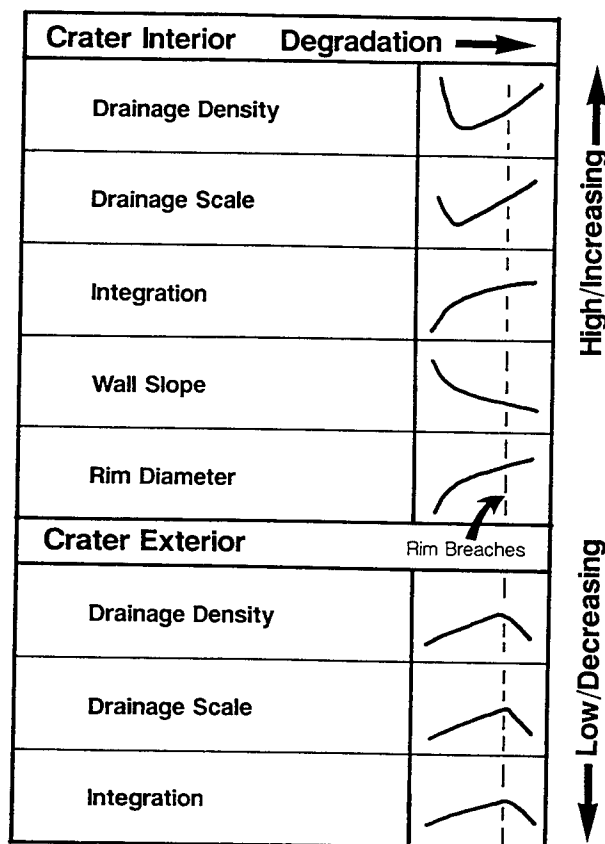 Crater Interior Degradation
Drainage Density
Drainage Scale
Integration
Wall Slope
Rim Diameter
Crater Exterior
Rim Breaches
Drainage Density
Drainage Scale
Integration
High/Increasing
Low/Decreasing